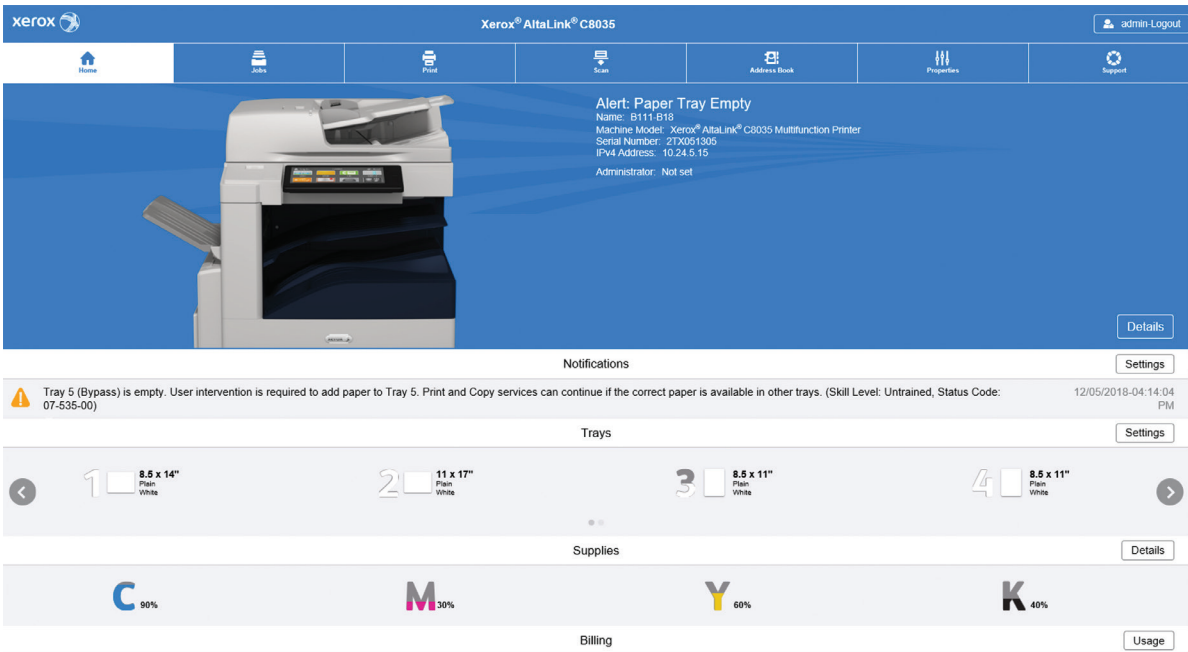 xerox
Xerox® AltaLink® C8035
admin-Logout
Home
Jobs
Print
Scan
Address Book
Properties
Support
Alert: Paper Tray Empty
Name: B111-B18
Machine Model: Xerox® AltaLink® C8035 Multifunction Printer
Serial Number: 2TX051305
IPv4 Address: 10.24.5.15
Administrator: Not set
Details
Notifications
Settings
Tray 5 (Bypass) is empty. User intervention is required to add paper to Tray 5. Print and Copy services can continue if the correct paper is available in other trays. (Skill Level: Untrained, Status Code:
07-535-00)
12/05/2018-04:14:04
PM
Trays
Settings
1
8.5 x 14"
Plain
White
2
11 x 17"
Plain
White
3
8.5 x 11"
Plain
White
4
8.5 x 11"
Plain
White
Supplies
Details
C 90%
M 30%
Y 60%
K 40%
Billing
Usage